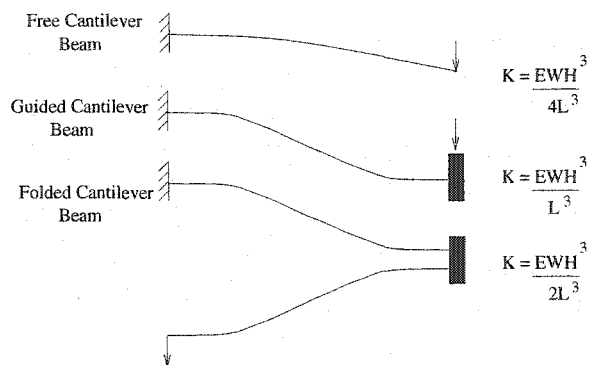 Free Cantilever
Beam
K = EWH^3
4L^3
Guided Cantilever
Beam
K = EWH^3
L^3
Folded Cantilever
Beam
K = EWH^3
2L^3